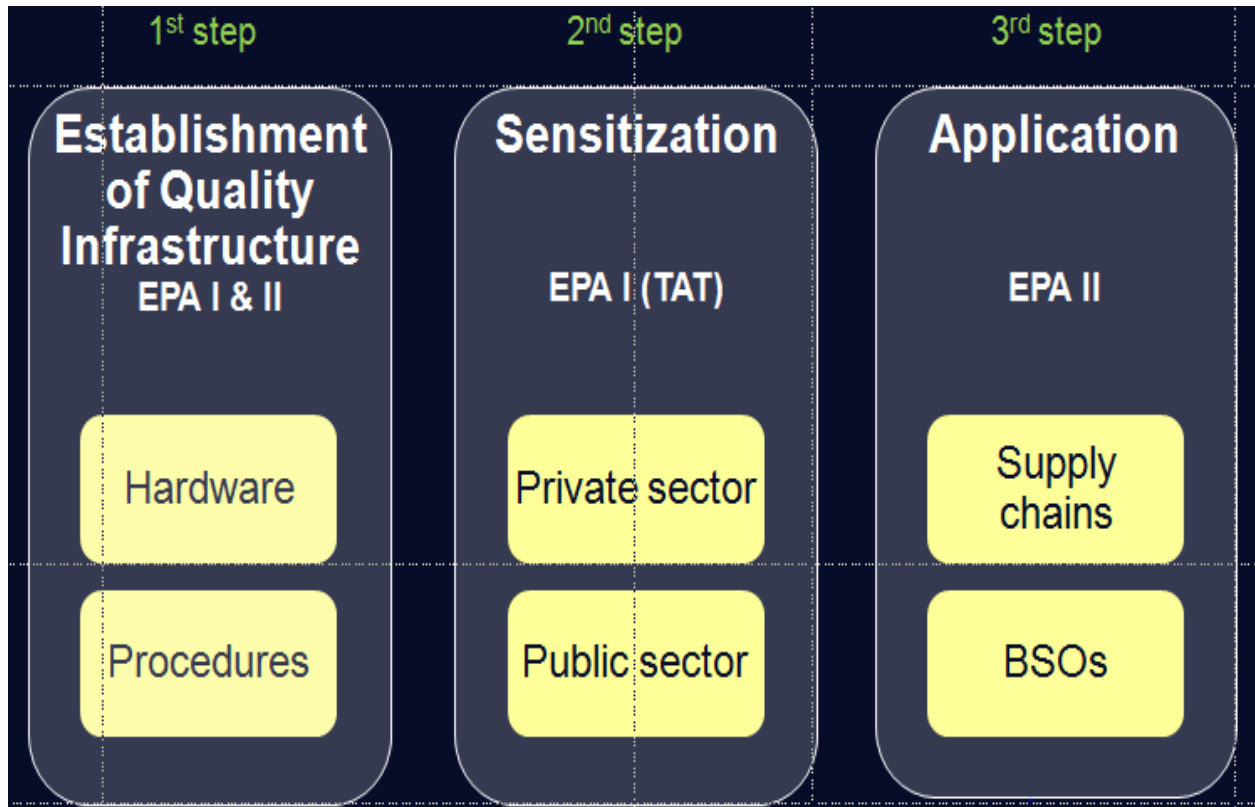 1st step
2nd step
3rd step
Establishment
of Quality
Infrastructure
EPA I & II
Hardware
Procedures
Sensitization
EPA I (TAT)
Private sector
Public sector
Application
EPA II
Supply
chains
BSOs